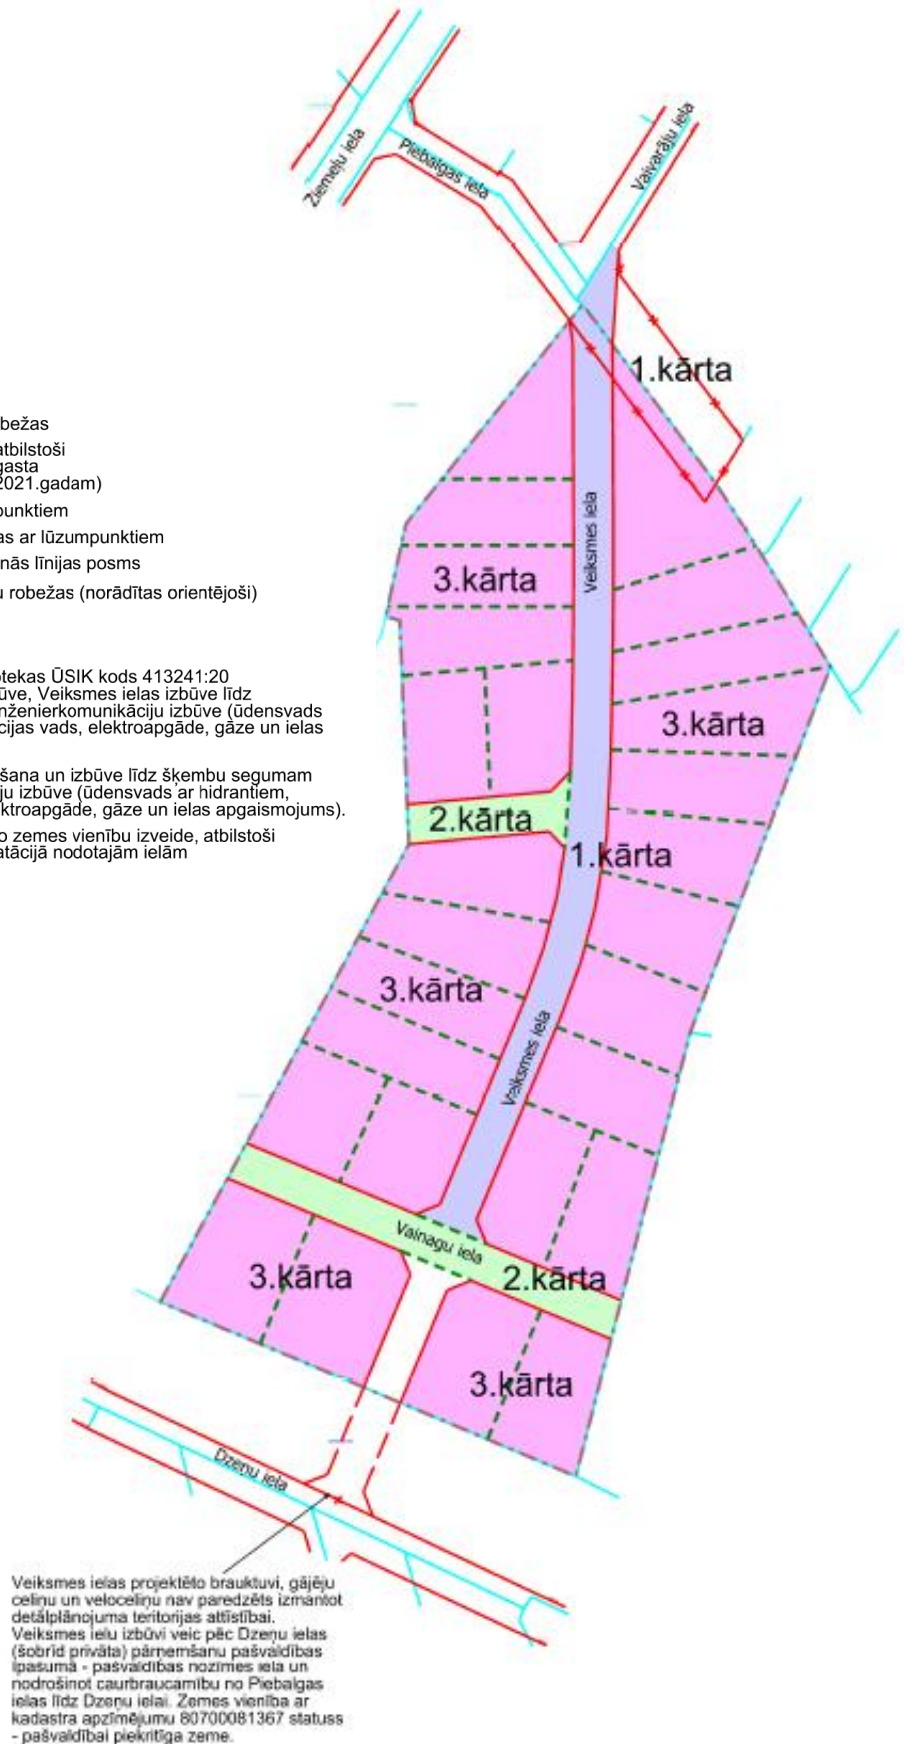 Ziemeļu iela
Piebalgas iela
Vaivarāju iela
1.kārta
bežas
atbilstoši
gasta
2021.gadam)
punktiem
as ar lūzumpunktiem
nās līnijas posms
u robežas (norādītas orientējoši)
Veiksmes iela
3.kārta
3.kārta
tekas ŪSIK kods 413241:20
ūve, Veiksmes ielas izbūve līdz
nženierkomunikāciju izbūve (ūdensvads
cijas vads, elektroapgāde, gāze un ielas
šana un izbūve līdz šķembu segumam
ju izbūve (ūdensvads ar hidrantiem,
ktroapgāde, gāze un ielas apgaismojums).
o zemes vienību izveide, atbilstoši
atācijā nodotajām ielām
2.kārta
1.kārta
3.kārta
Veiksmes iela
Vainagu iela
3.kārta
2.kārta
3.kārta
Dzeņu iela
Veiksmes ielas projektēto brauktuvi, gājēju
celiņu un veloceliņu nav paredzēts izmantot
detālplānojuma teritorijas attīstībai.
Veiksmes ielu izbūvi veic pēc Dzeņu ielas
(šobrīd privāta) pārņemšanu pašvaldības
īpašumā - pašvaldības nozīmes iela un
nodrošinot caurbraucamību no Piebalgas
ielas līdz Dzeņu ielai. Zemes vienība ar
kadastra apzīmējumu 80700081367 statuss
- pašvaldībai piekritīga zeme.